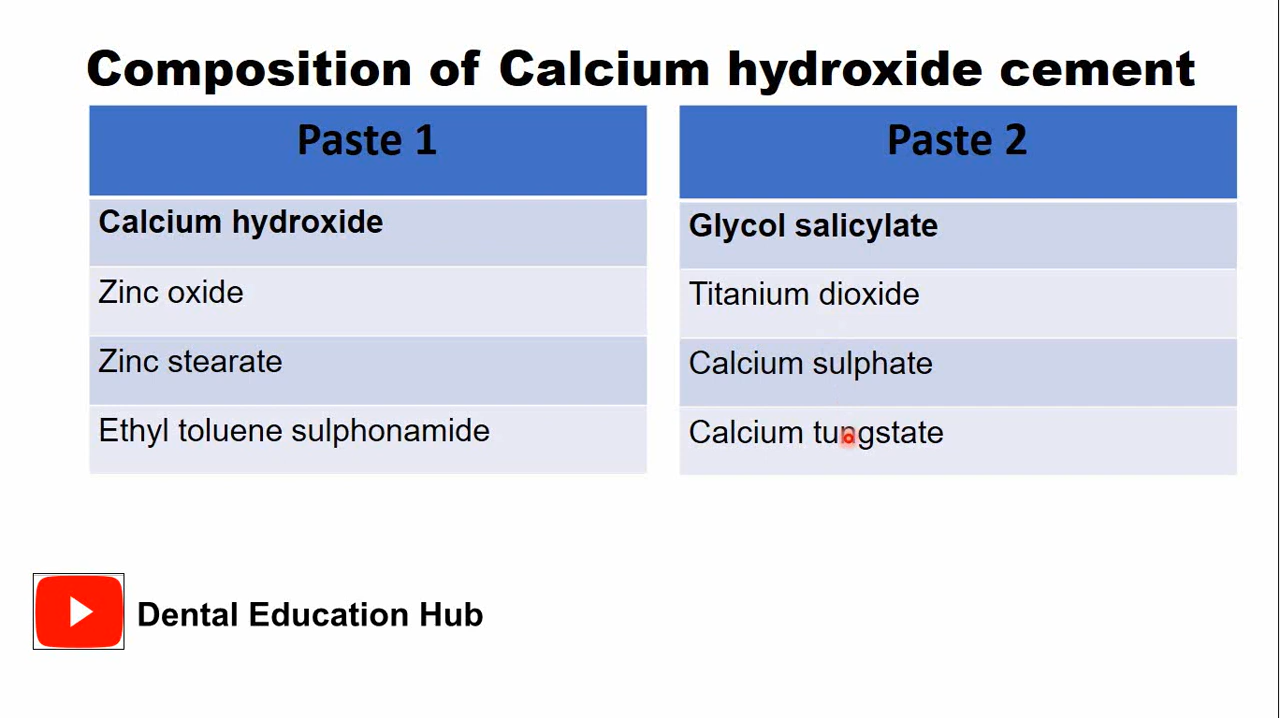 Composition of Calcium hydroxide cement
Paste 1
Calcium hydroxide
Zinc oxide
Zinc stearate
Ethyl toluene sulphonamide
Paste 2
Glycol salicylate
Titanium dioxide
Calcium sulphate
Calcium tungstate
Dental Education Hub